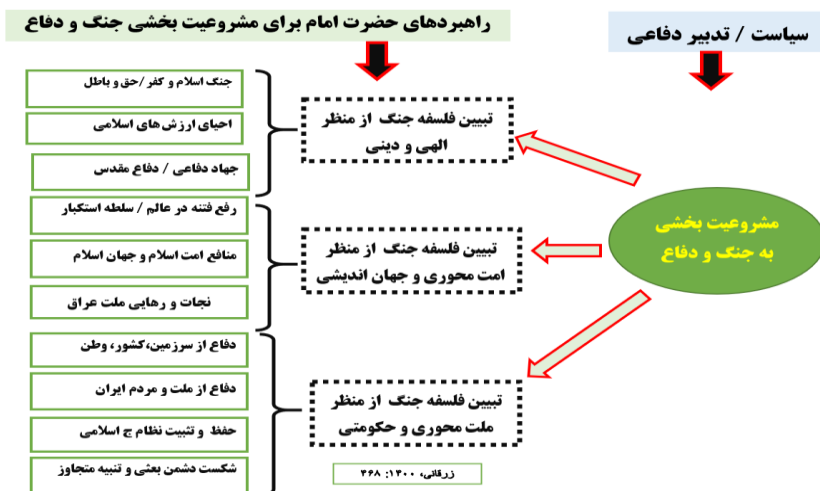 سیاست / تدبیر دفاعی
راهبردهای حضرت امام برای مشروعیت بخشی جنگ و دفاع
مشروعیت بخشی
به جنگ و دفاع
تبیین فلسفه جنگ از منظر
الهی و دینی
جنگ اسلام و کفر /حق و باطل
احیای ارزش های اسلامی
جهاد دفاعی / دفاع مقدس
تبیین فلسفه جنگ از منظر
امت محوری و جهان اندیشی
رفع فتنه در عالم / سلطه استکبار
منافع امت اسلام و جهان اسلام
نجات و رهایی ملت عراق
تبیین فلسفه جنگ از منظر
ملت محوری و حکومتی
دفاع از سرزمین،کشور، وطن
دفاع از ملت و مردم ایران
حفظ و تثبیت نظام ج اسلامی
شکست دشمن بعثی و تنبیه متجاوز
زرقانی، ۱۴۰۰: ۴۶۸